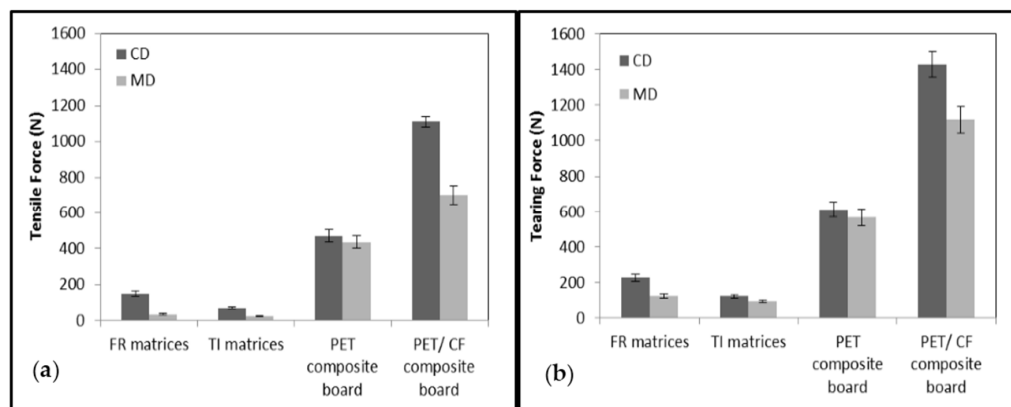 1600
1400
1200
1000
800
600
400
200
0
Tensile Force (N)
CD
MD
FR matrices TI matrices PET composite board PET/ CF composite board
(a)
1600
1400
1200
1000
800
600
400
200
0
Tearing Force (N)
CD
MD
FR matrices TI matrices PET composite board PET/ CF composite board
(b)